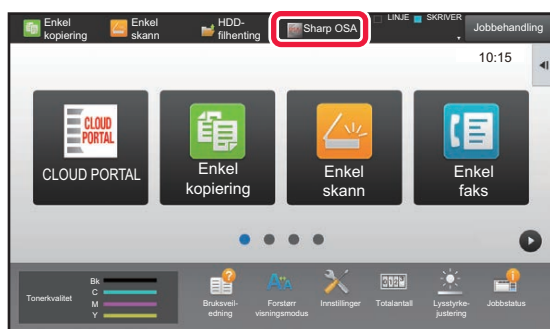 Enkel
kopiering
Enkel
skann
HDD-
filhenting
Sharp OSA
LINJE
SKRIVER
Jobbehandling
10:15
CLOUD
PORTAL
CLOUD PORTAL
Enkel
kopiering
Enkel
skann
Enkel
faks
Tonerkvalitet
Bk
C
M
Y
Bruksveil-
edning
Forstørr
visningsmodus
Innstillinger
Totalantall
Lysstyrke-
justering
Jobbstatus